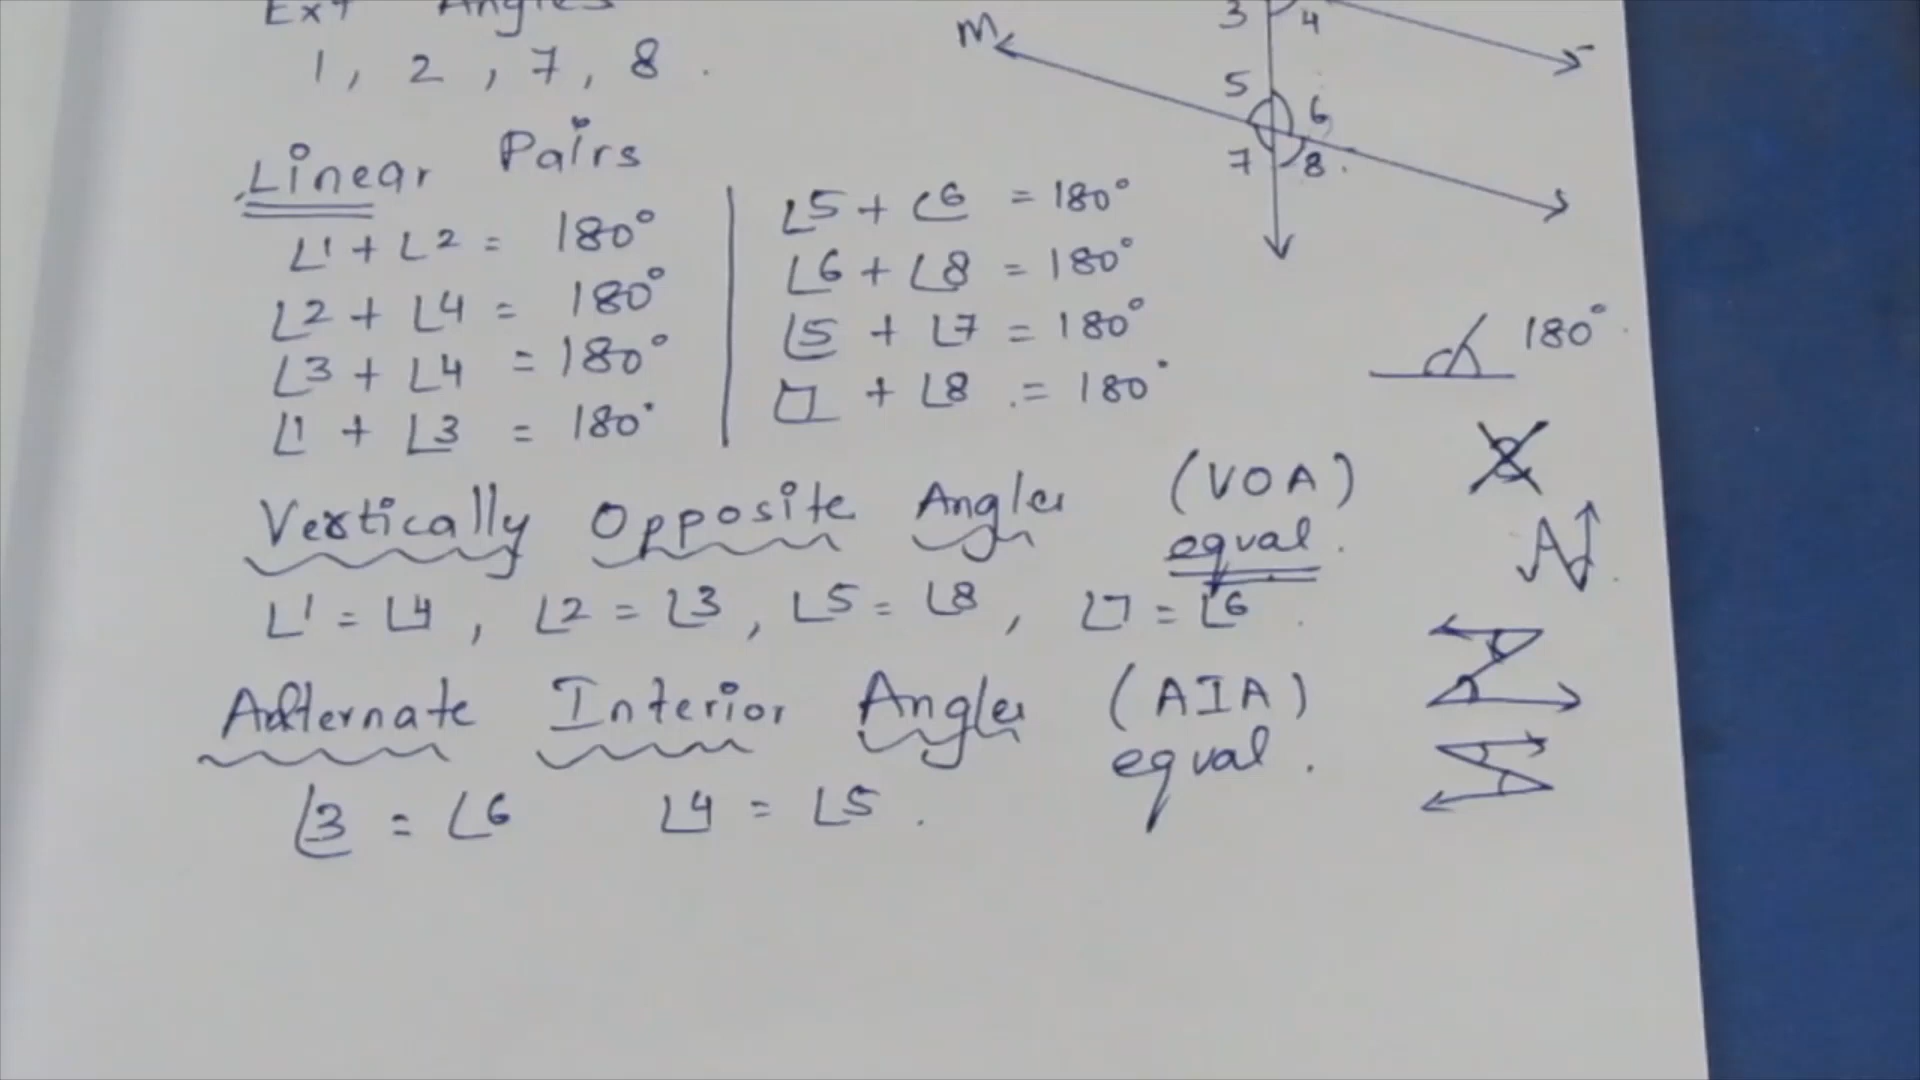 Ext Angles
1, 2, 7, 8.
3 4
M
5 6
7 8.
Linear Pairs
∠1 + ∠2 = 180°
∠2 + ∠4 = 180°
∠3 + ∠4 = 180°
∠1 + ∠3 = 180°
∠5 + ∠6 = 180°
∠6 + ∠8 = 180°
∠5 + ∠7 = 180°
∠7 + ∠8 = 180°
180°
Vertically Opposite Angles (VOA)
equal.
∠1 = ∠4, ∠2 = ∠3, ∠5 = ∠8, ∠7 = ∠6.
Alternate Interior Angles (AIA)
equal.
∠3 = ∠6 ∠4 = ∠5.